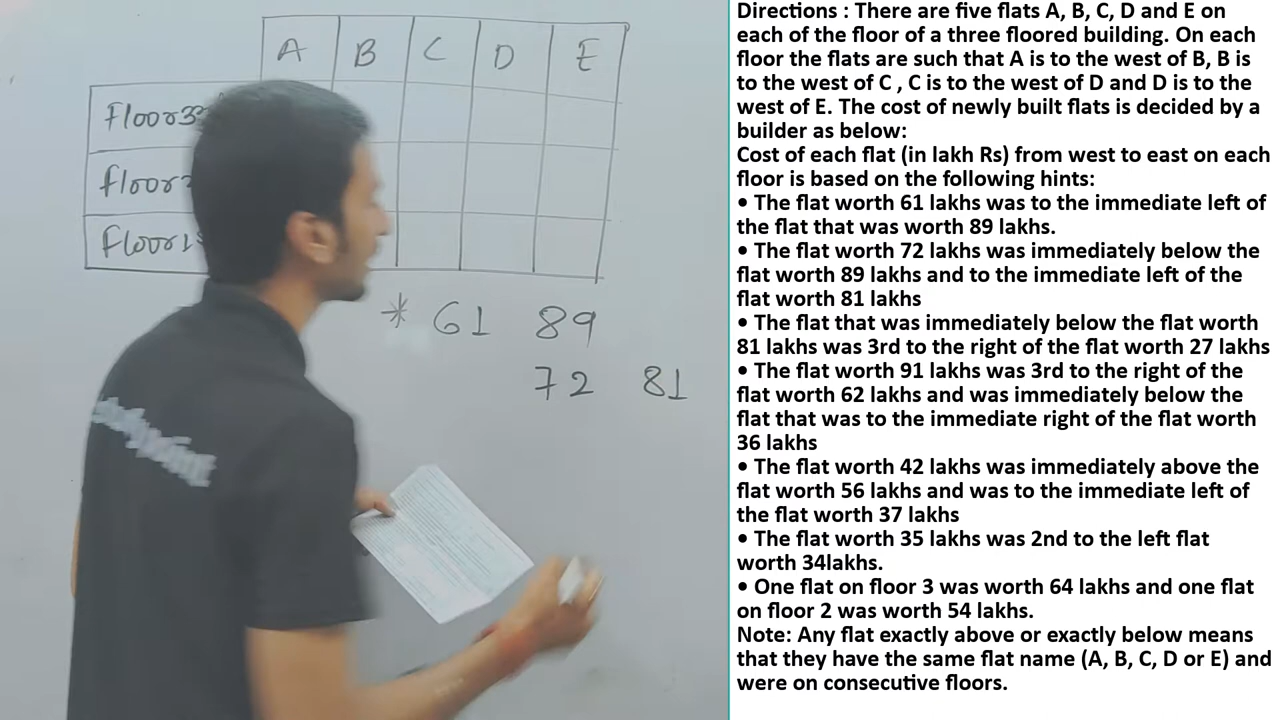 A B C D E
Floor3
floor
Floor1
* 61 89
72 81
Directions : There are five flats A, B, C, D and E on
each of the floor of a three floored building. On each
floor the flats are such that A is to the west of B, B is
to the west of C , C is to the west of D and D is to the
west of E. The cost of newly built flats is decided by a
builder as below:
Cost of each flat (in lakh Rs) from west to east on each
floor is based on the following hints:
• The flat worth 61 lakhs was to the immediate left of
the flat that was worth 89 lakhs.
• The flat worth 72 lakhs was immediately below the
flat worth 89 lakhs and to the immediate left of the
flat worth 81 lakhs
• The flat that was immediately below the flat worth
81 lakhs was 3rd to the right of the flat worth 27 lakhs
• The flat worth 91 lakhs was 3rd to the right of the
flat worth 62 lakhs and was immediately below the
flat that was to the immediate right of the flat worth
36 lakhs
• The flat worth 42 lakhs was immediately above the
flat worth 56 lakhs and was to the immediate left of
the flat worth 37 lakhs
• The flat worth 35 lakhs was 2nd to the left flat
worth 34lakhs.
• One flat on floor 3 was worth 64 lakhs and one flat
on floor 2 was worth 54 lakhs.
Note: Any flat exactly above or exactly below means
that they have the same flat name (A, B, C, D or E) and
were on consecutive floors.